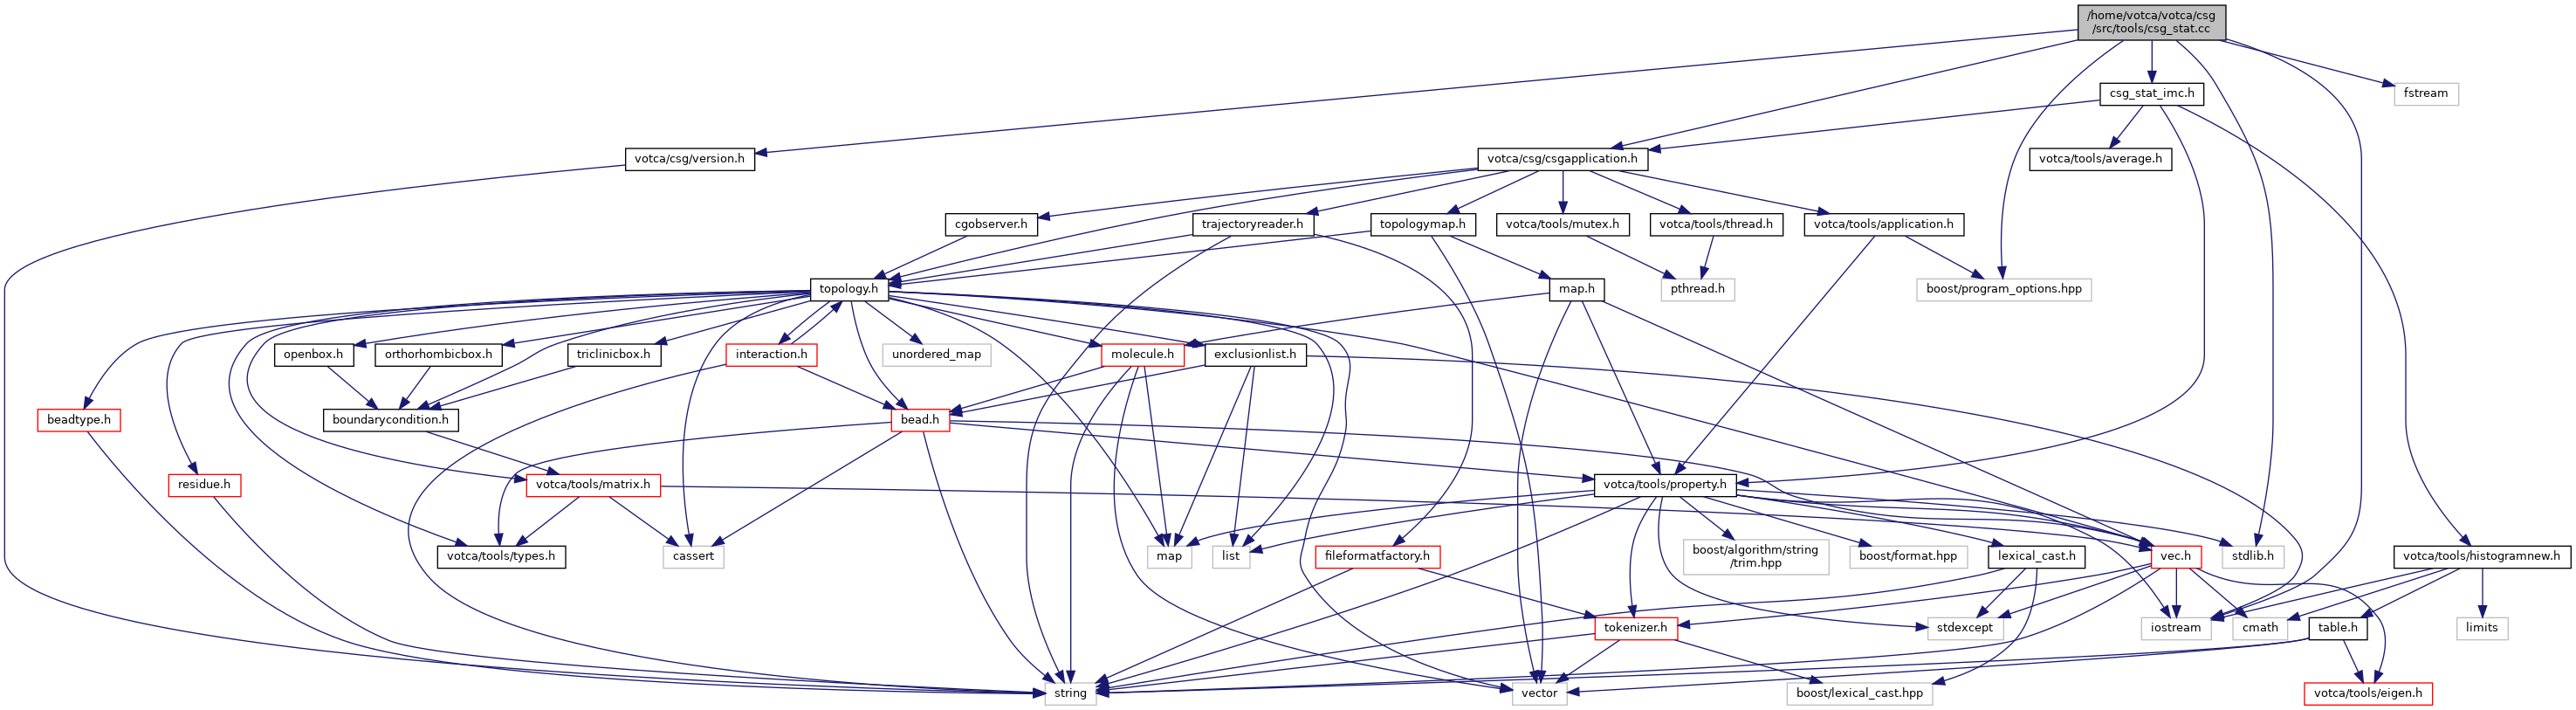 /home/votca/votca/csg
/src/tools/csg_stat.cc
csg_stat_imc.h
fstream
votca/csg/version.h
votca/csg/csgapplication.h
votca/tools/average.h
cgobserver.h
trajectoryreader.h
topologymap.h
votca/tools/mutex.h
votca/tools/thread.h
votca/tools/application.h
topology.h
map.h
pthread.h
boost/program_options.hpp
openbox.h
orthorhombicbox.h
triclinicbox.h
interaction.h
unordered_map
molecule.h
exclusionlist.h
beadtype.h
boundarycondition.h
bead.h
residue.h
votca/tools/matrix.h
votca/tools/property.h
votca/tools/types.h
cassert
map
list
fileformatfactory.h
boost/algorithm/string
/trim.hpp
boost/format.hpp
lexical_cast.h
vec.h
stdlib.h
votca/tools/histogramnew.h
tokenizer.h
stdexcept
iostream
cmath
table.h
limits
string
vector
boost/lexical_cast.hpp
votca/tools/eigen.h